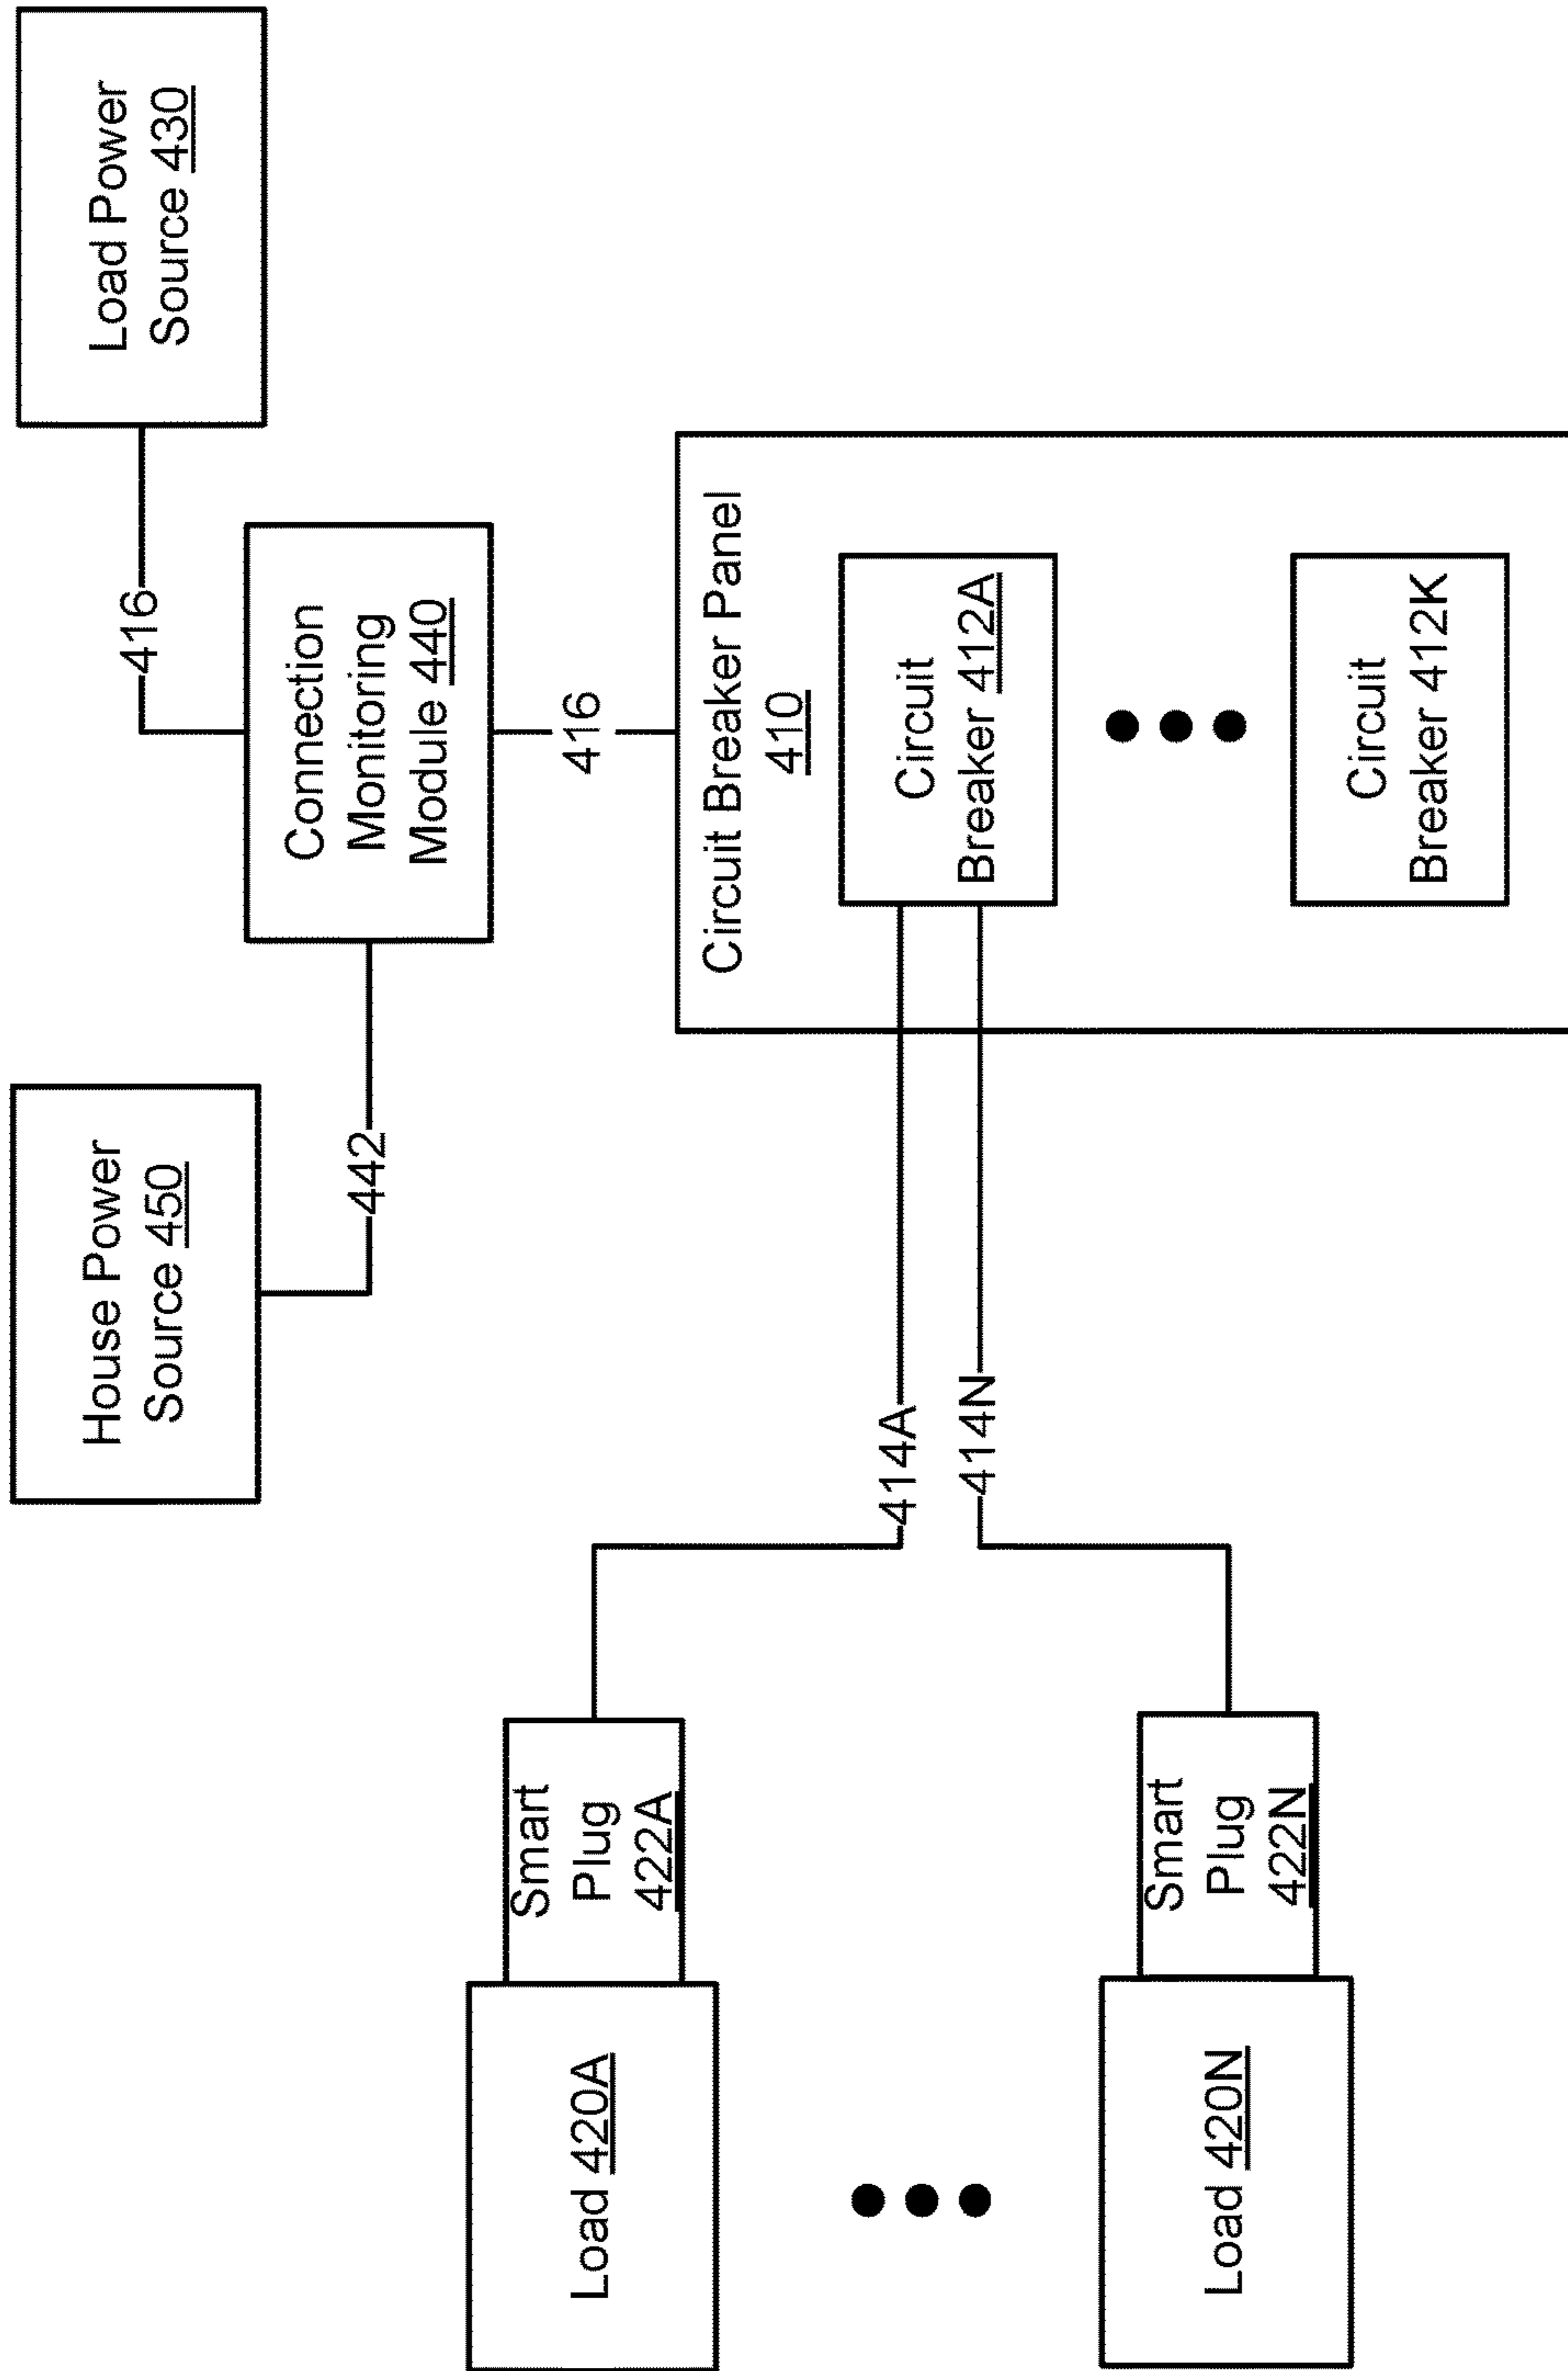 House Power
Source 450
Load Power
Source 430
442
416
Connection
Monitoring
Module 440
416
Circuit Breaker Panel
410
Circuit
Breaker 412A
Circuit
Breaker 412K
414A
414N
Smart
Plug
422A
Load 420A
Smart
Plug
422N
Load 420N